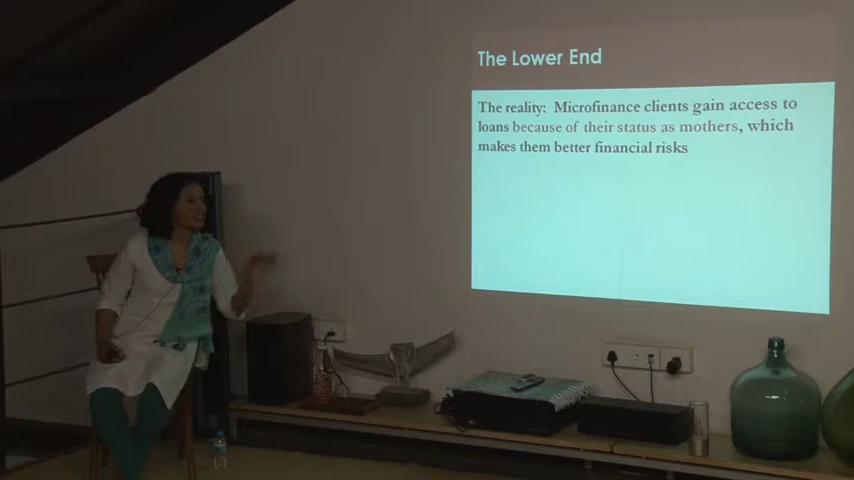 The Lower End
The reality: Microfinance clients gain access to
loans because of their status as mothers, which
makes them better financial risks